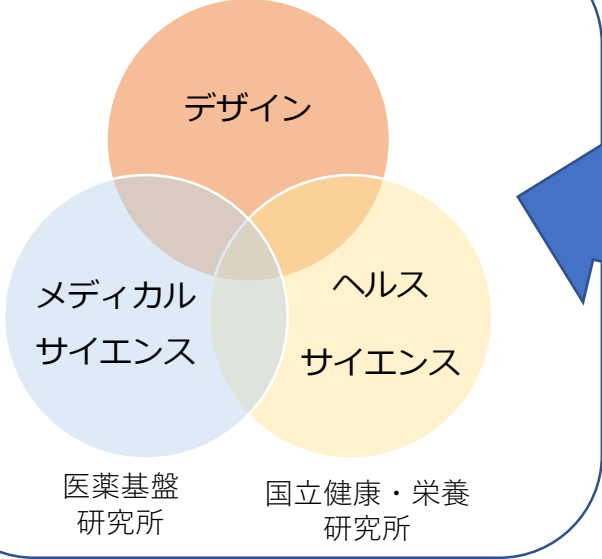 デザイン
メディカル
サイエンス
ヘルス
サイエンス
医薬基盤
研究所
国立健康・栄養
研究所